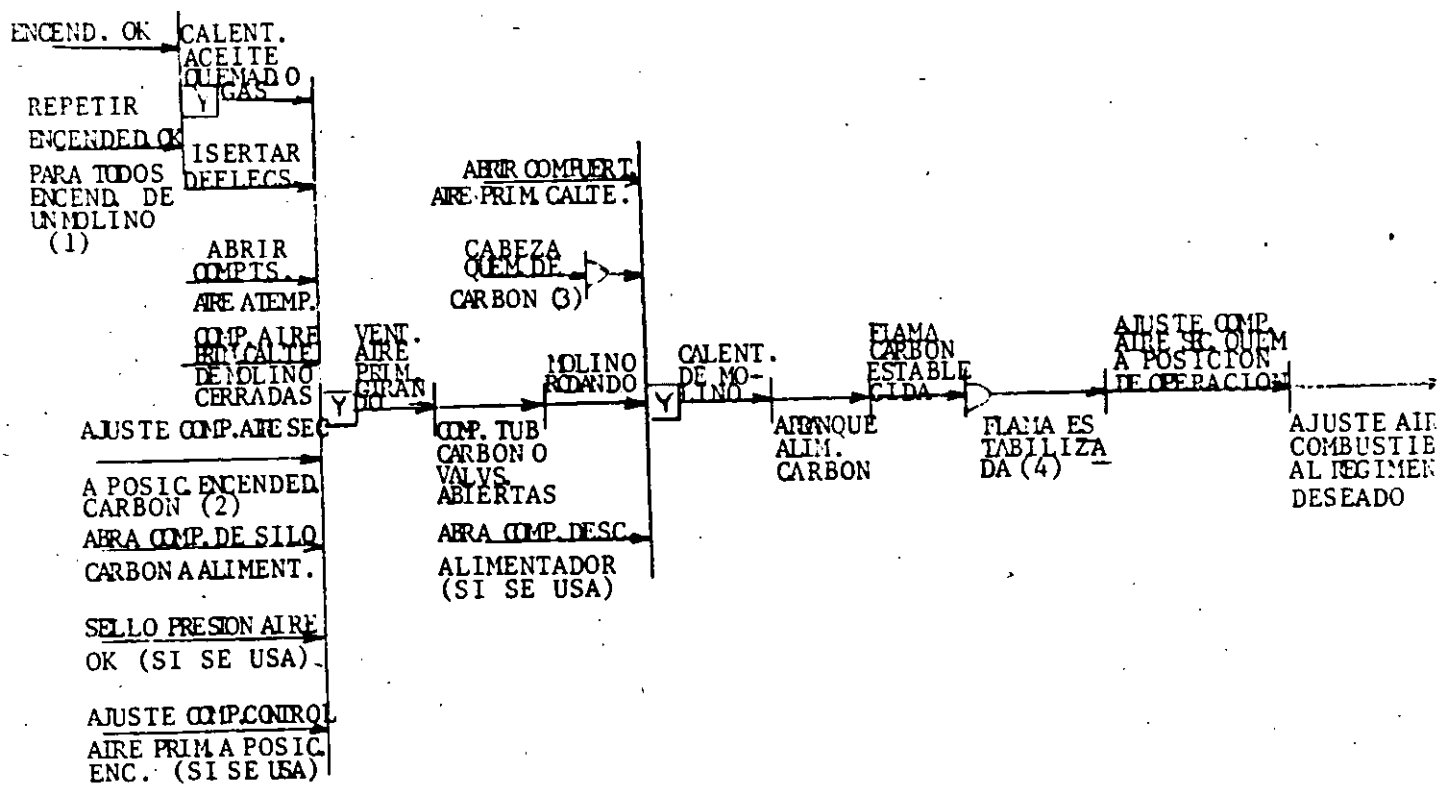 ENCEND. OK
CALENT.
ACEITE
QUEMADO
GAS
Y
REPETIR
ENCENDED. OK
PARA TODOS
ENCEND. DE
UN MOLINO
(1)
ISERTAR
DEFLECS.
ABRIR
COMPTS.
AIRE ATEMP.
COMP. AIRE
PRIM. CALTE.
DE MOLINO
CERRADAS
Y
AJUSTE COMP. AIRE SEC
A POSIC. ENCENDED.
CARBON (2)
ABRA COMP. DE SILO
CARBON A ALIMENT.
SELLO PRESION AIRE
OK (SI SE USA)
AJUSTE COMP. CONTROL
AIRE PRIM. A POSIC.
ENC. (SI SE USA)
VENT.
AIRE
PRIM
GIRAN
DO
COMP. TUB
CARBON O
VALVS.
ABIERTAS
ABRIR COMPUERT.
AIRE PRIM. CALTE.
CABEZA
QUEM. DE
CARBON (3)
MOLINO
RODANDO
ABRA COMP. DESC.
ALIMENTADOR
(SI SE USA)
Y
CALENT.
DE MO-
LINO
ARRANQUE
ALIM.
CARBON
FLAMA
CARBON
ESTABLE
CIDA
FLAMA ES
TABILIZA
DA (4)
AJUSTE COMP.
AIRE SC. QUEM
A POSICION
DE OPERACION
AJUSTE AIR
COMBUSTIB
AL REGIMEN
DESEADO